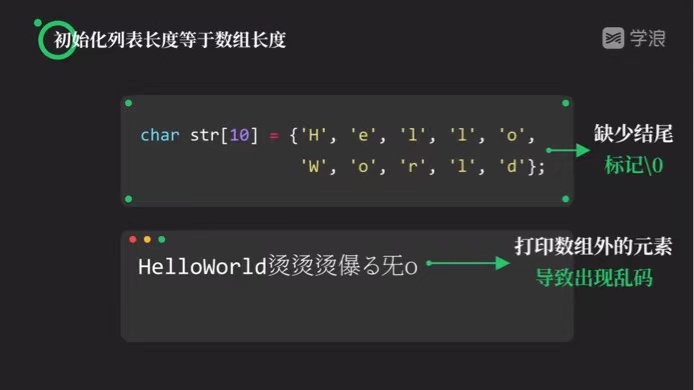 初始化列表长度等于数组长度
学浪
char str[10] = {'H', 'e', 'l', 'l', 'o',
'W', 'o', 'r', 'l', 'd'};
缺少结尾
标记\0
HelloWorld烫烫烫儤る旡o
打印数组外的元素
导致出现乱码